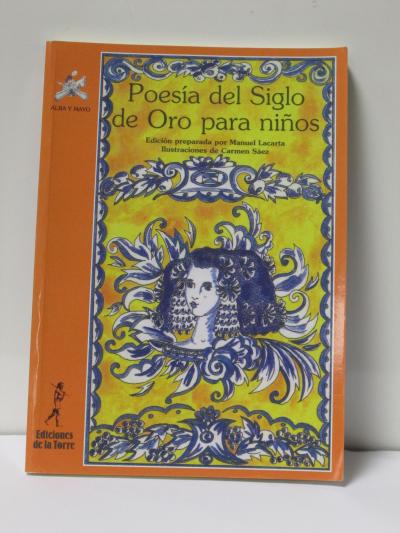 ALBA Y MAYO
Poesía del Siglo
de Oro para niños
Edición preparada por Manuel Lacarta
Ilustraciones de Carmen Sáez
Ediciones
de la Torre